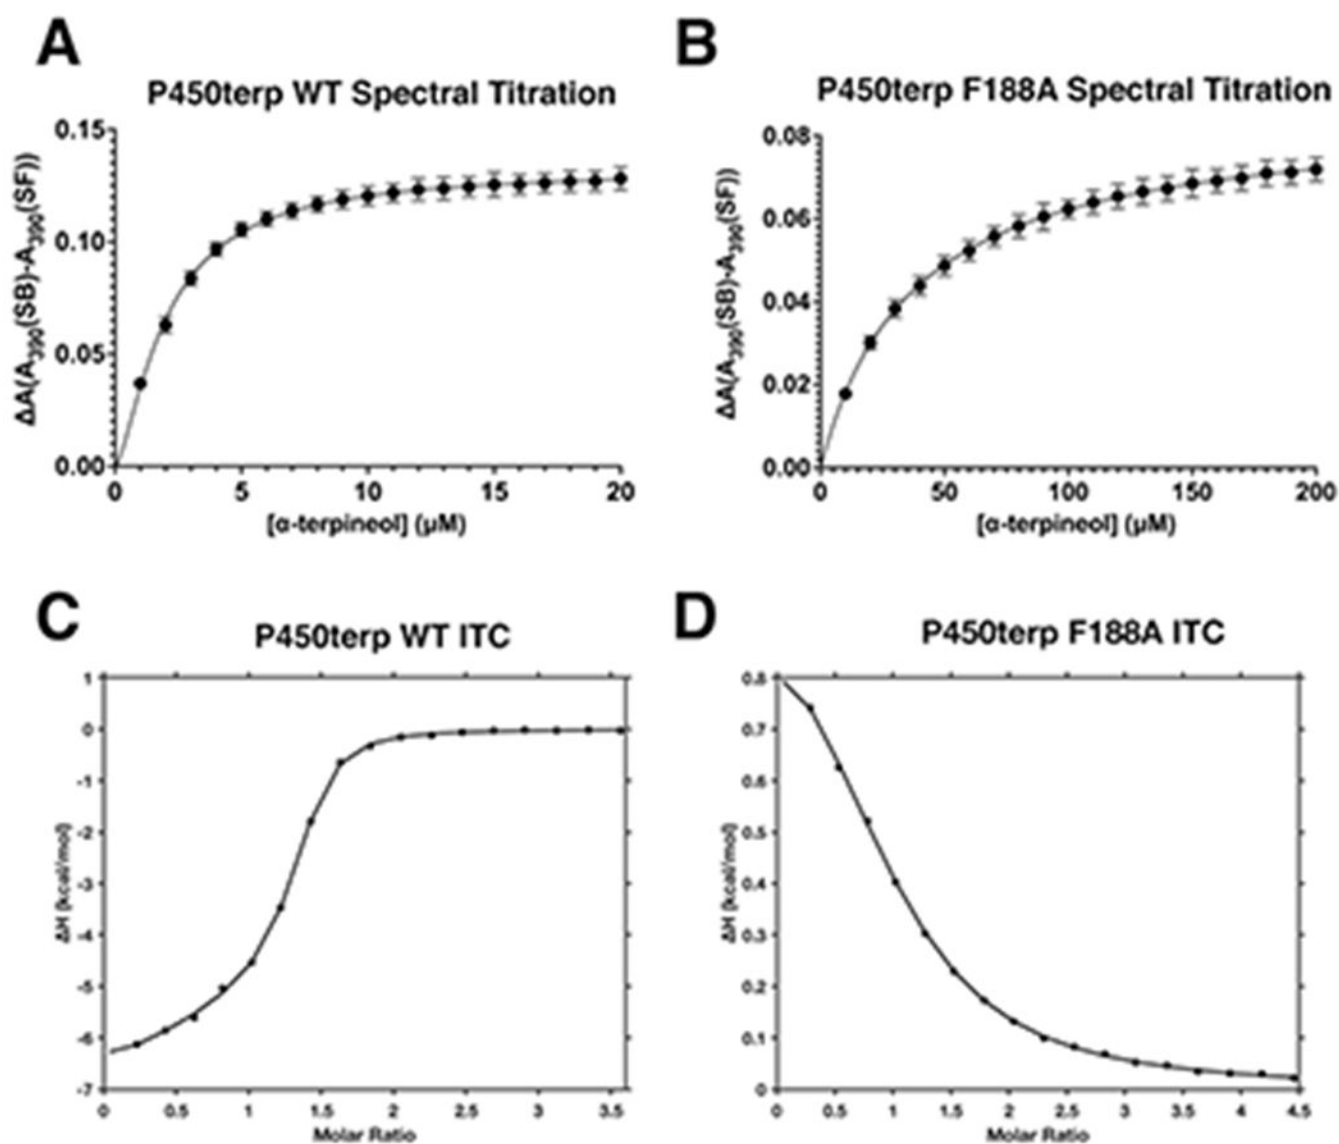 A
P450terp WT Spectral Titration
ΔA(A390(SB)-A390(SF))
0.15
0.10
0.05
0.00
0 5 10 15 20
[α-terpineol] (µM)
B
P450terp F188A Spectral Titration
ΔA(A390(SB)-A390(SF))
0.08
0.06
0.04
0.02
0.00
0 50 100 150 200
[α-terpineol] (µM)
C
P450terp WT ITC
ΔH (kcal/mol)
1
0
-1
-2
-3
-4
-5
-6
-7
0 0.5 1 1.5 2 2.5 3 3.5
Molar Ratio
D
P450terp F188A ITC
ΔH (kcal/mol)
0.8
0.7
0.6
0.5
0.4
0.3
0.2
0.1
0
0 0.5 1 1.5 2 2.5 3 3.5 4 4.5
Molar Ratio